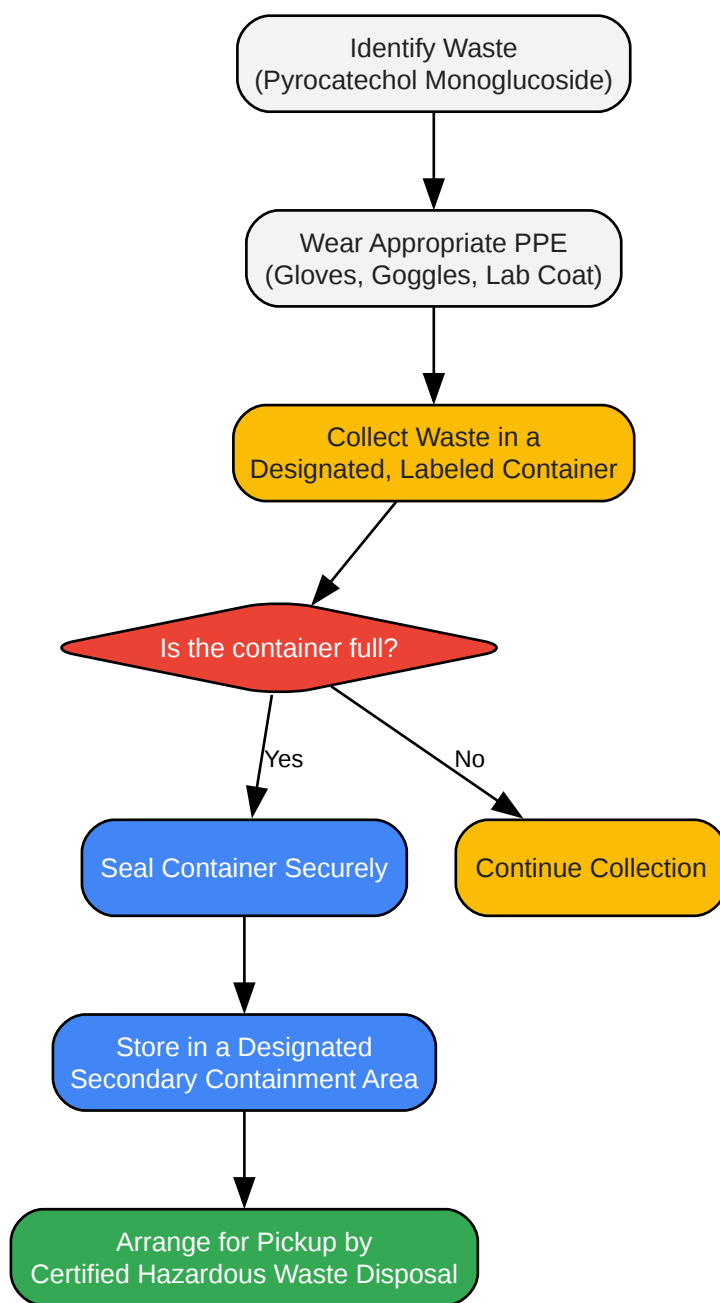 Identify Waste
(Pyrocatechol Monoglucoside)
Wear Appropriate PPE
(Gloves, Goggles, Lab Coat)
Collect Waste in a
Designated, Labeled Container
Is the container full?
Yes
No
Seal Container Securely
Continue Collection
Store in a Designated
Secondary Containment Area
Arrange for Pickup by
Certified Hazardous Waste Disposal